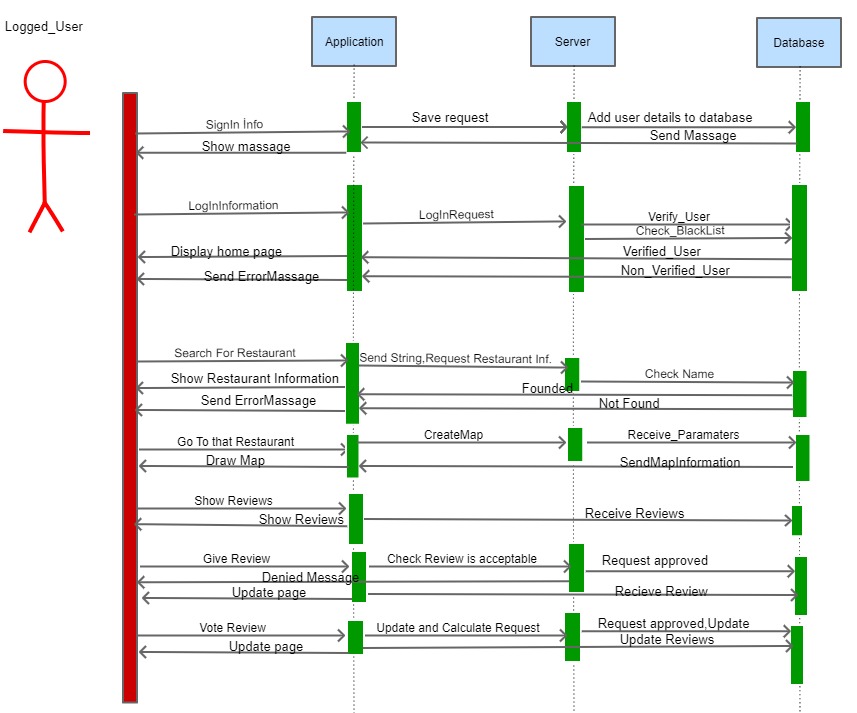 Logged_User
Application
Server
Database
SignIn İnfo
Save request
Add user details to database
Send Massage
Show massage
LogInInformation
LogInRequest
Verify_User
Check_BlackList
Display home page
Verified_User
Send ErrorMassage
Non_Verified_User
Search For Restaurant
Send String,Request Restaurant Inf.
Check Name
Show Restaurant Information
Founded
Send ErrorMassage
Not Found
Go To that Restaurant
CreateMap
Receive_Paramaters
Draw Map
SendMapInformation
Show Reviews
Show Reviews
Receive Reviews
Give Review
Check Review is acceptable
Request approved
Denied Message
Update page
Recieve Review
Vote Review
Update and Calculate Request
Request approved,Update
Update page
Update Reviews